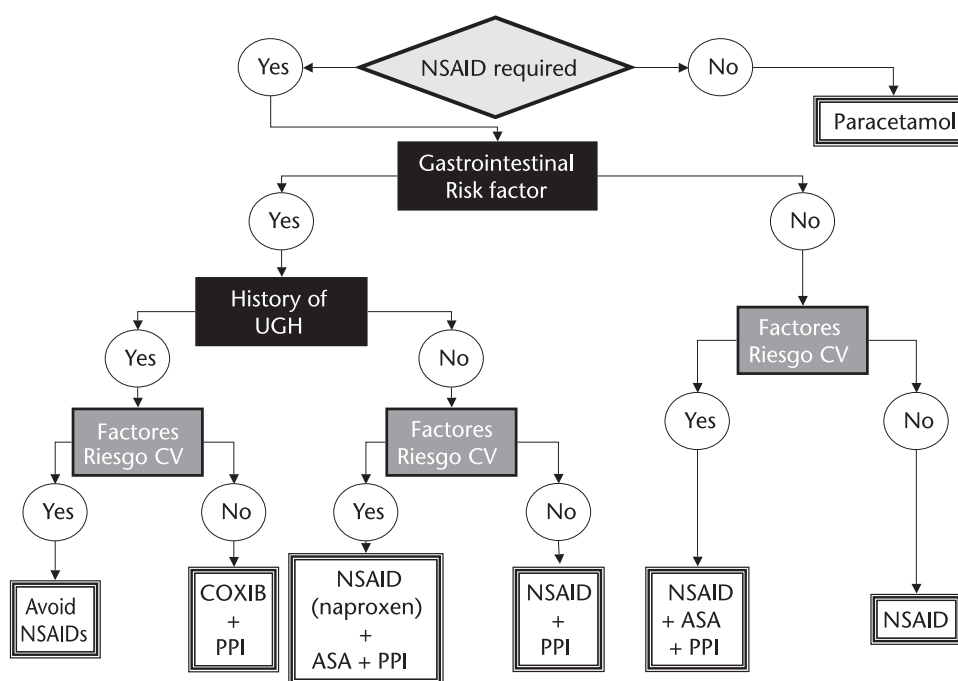 Yes
NSAID required
No
Paracetamol
Gastrointestinal
Risk factor
Yes
No
History of
UGH
Factores
Riesgo CV
Yes
No
Yes
No
Factores
Riesgo CV
Factores
Riesgo CV
Yes
No
Yes
No
Avoid
NSAIDs
COXIB
+
PPI
NSAID
(naproxen)
+
ASA + PPI
NSAID
+
PPI
NSAID
+ ASA
+ PPI
NSAID